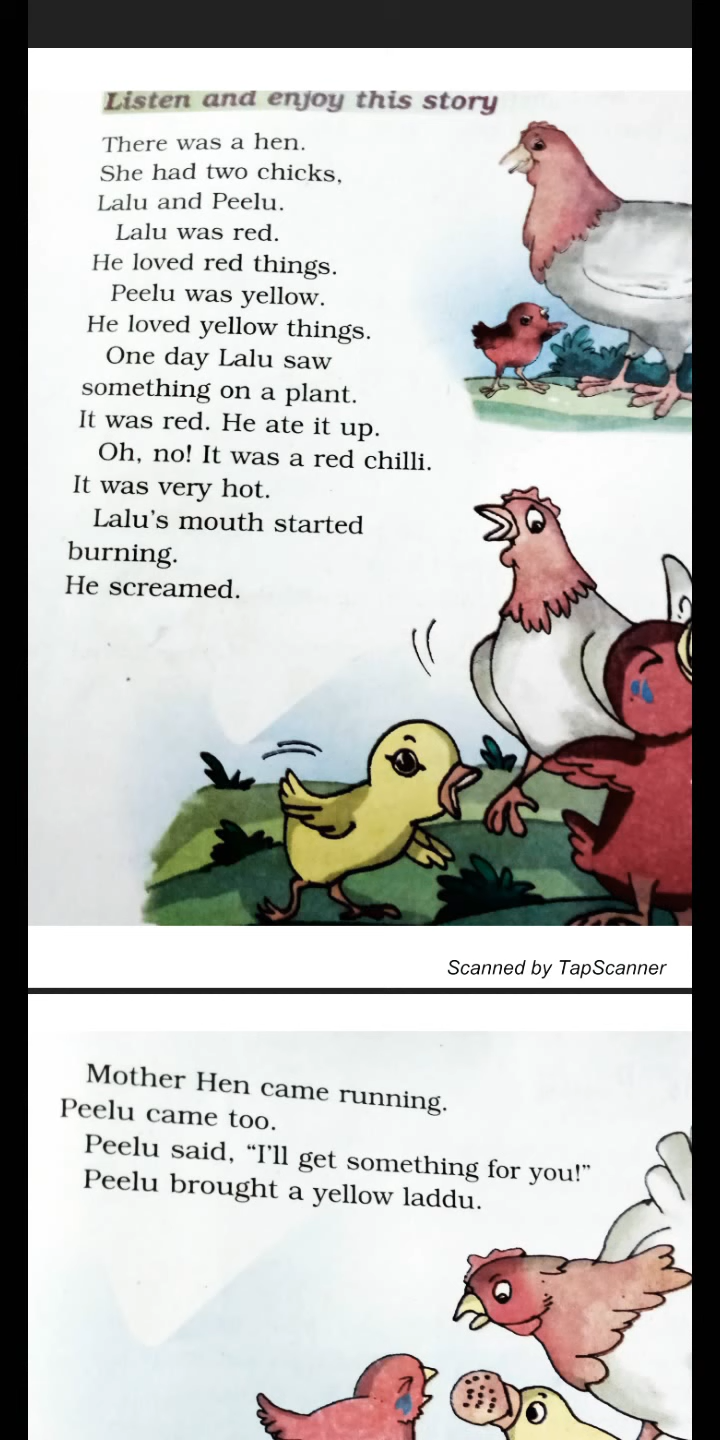 Listen and enjoy this story
There was a hen.
She had two chicks,
Lalu and Peelu.
Lalu was red.
He loved red things.
Peelu was yellow.
He loved yellow things.
One day Lalu saw
something on a plant.
It was red. He ate it up.
Oh, no! It was a red chilli.
It was very hot.
Lalu's mouth started
burning.
He screamed.
Scanned by TapScanner
Mother Hen came running.
Peelu came too.
Peelu said, “I'll get something for you!”
Peelu brought a yellow laddu.